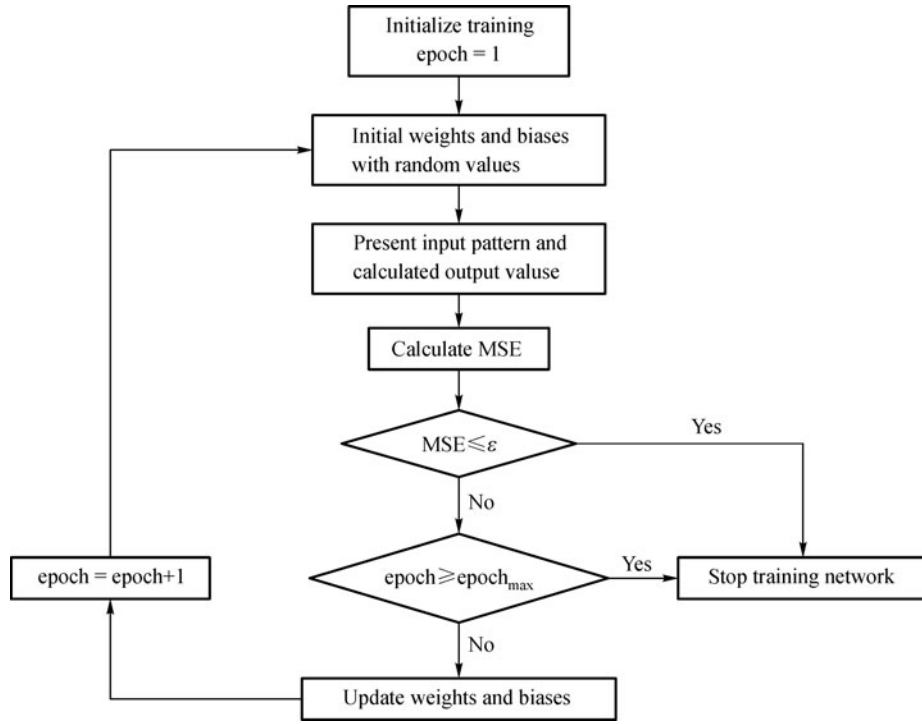 Initialize training
epoch = 1
Initial weights and biases
with random values
Present input pattern and
calculated output valuse
Calculate MSE
MSE⩽ε
Yes
No
epoch = epoch+1
epoch⩾epoch_max
Yes
Stop training network
No
Update weights and biases